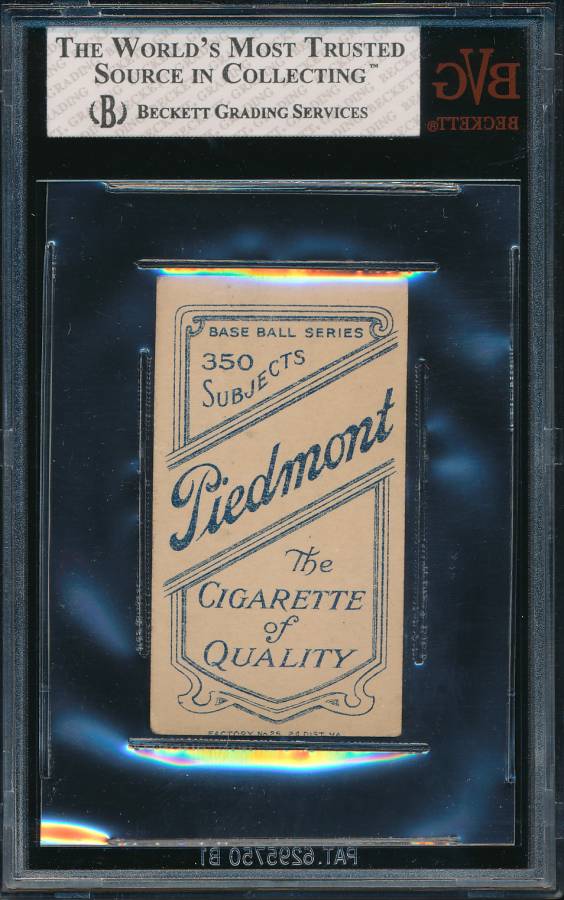 THE WORLD'S MOST TRUSTED
SOURCE IN COLLECTING™
B BECKETT GRADING SERVICES
BVG
BECKETT®
BASE BALL SERIES
350
SUBJECTS
Piedmont
The
CIGARETTE
of
QUALITY
FACTORY No 25, 2d DIST. VA.
PAT. 6295750 B1